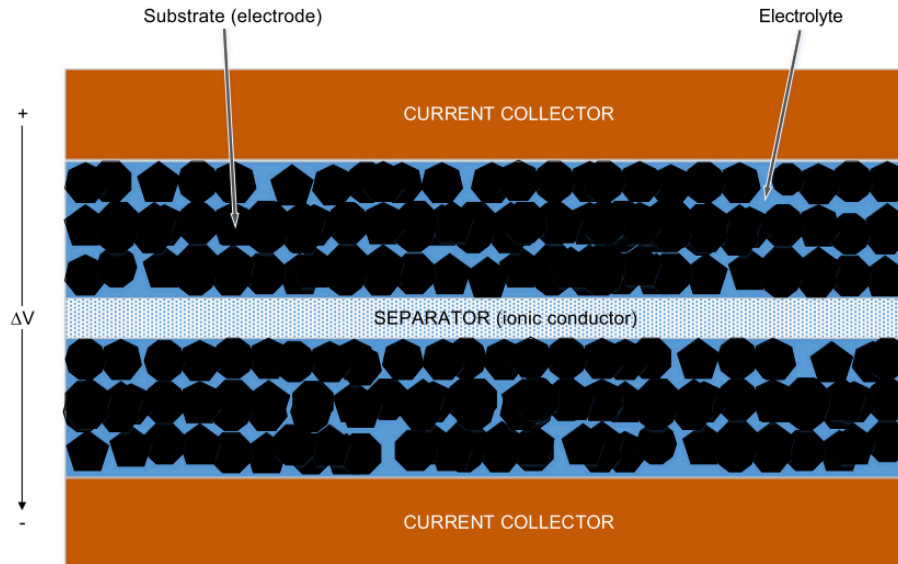 Substrate (electrode)
Electrolyte
+
CURRENT COLLECTOR
ΔV
SEPARATOR (ionic conductor)
-
CURRENT COLLECTOR